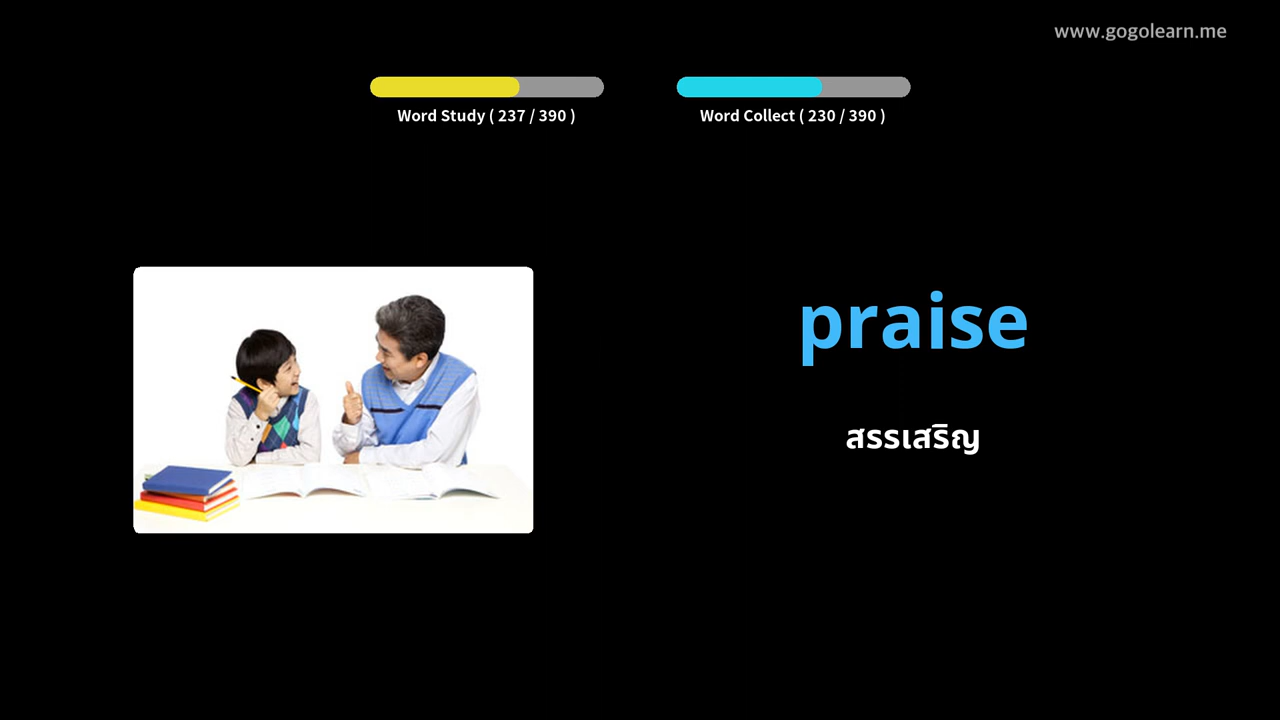 www.gogolearn.me
Word Study ( 237 / 390 )
Word Collect ( 230 / 390 )
praise
สรรเสริญ